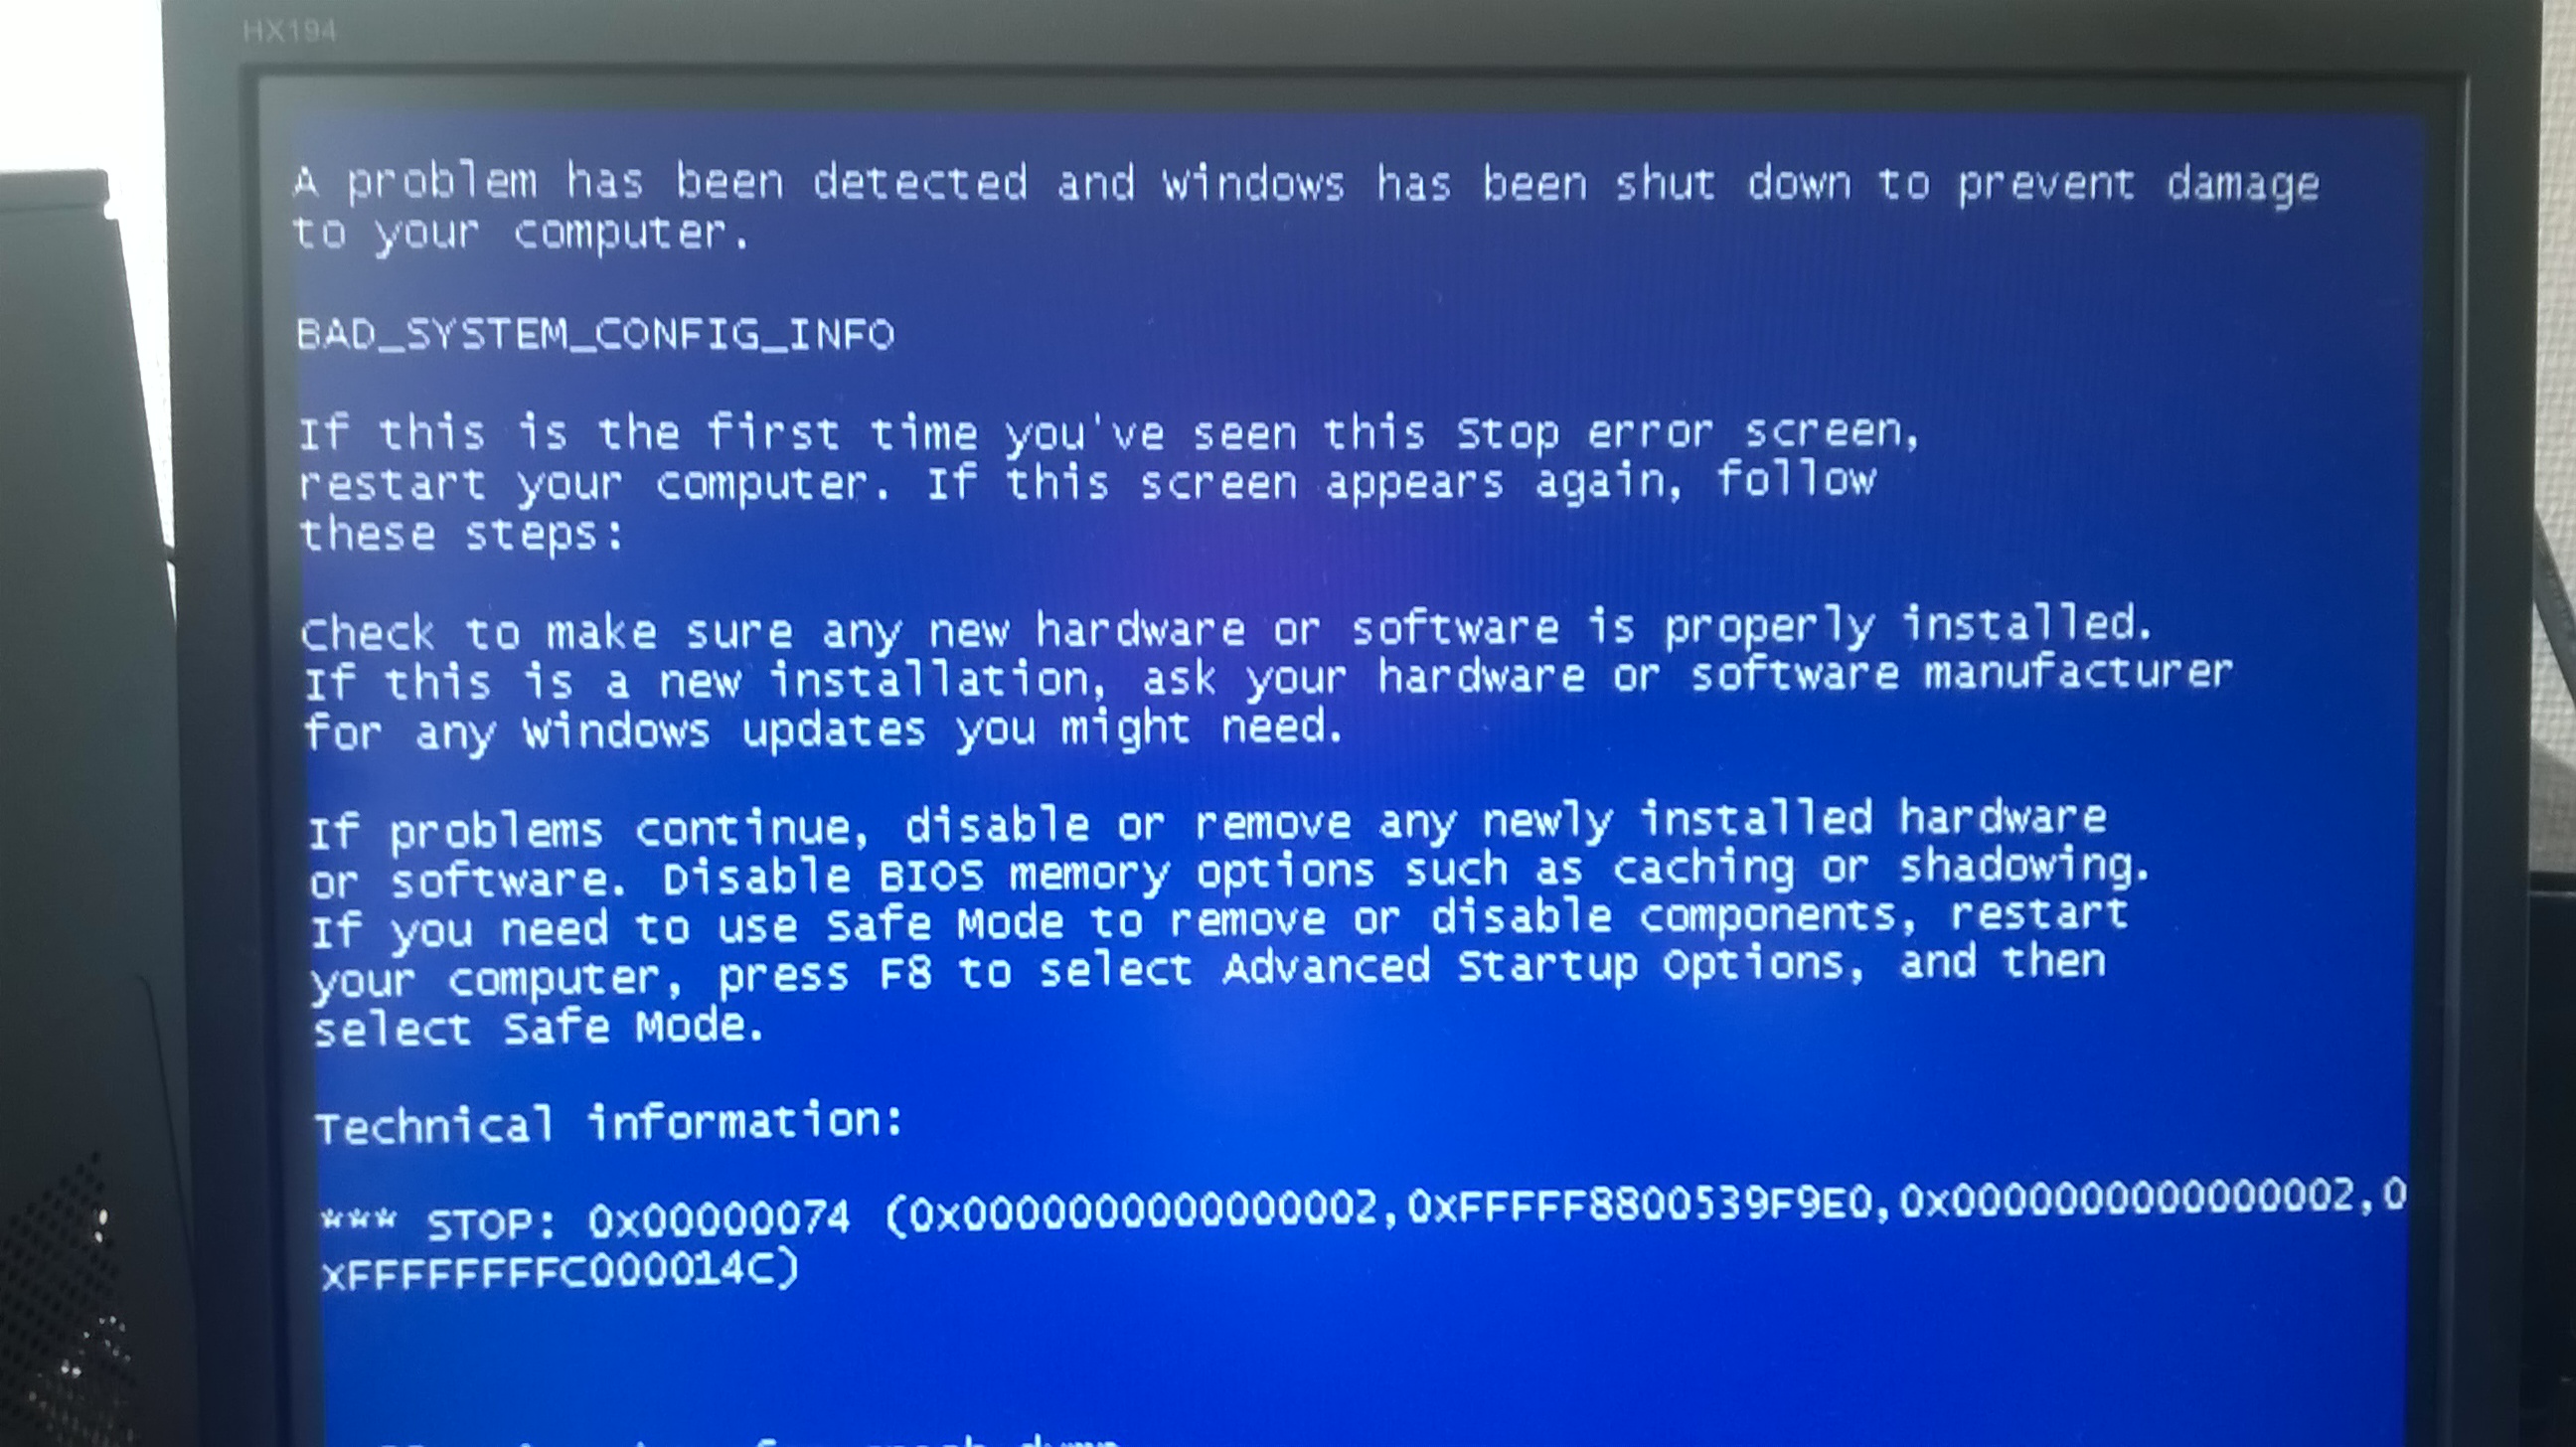 HX194
A problem has been detected and windows has been shut down to prevent damage
to your computer.
BAD_SYSTEM_CONFIG_INFO
If this is the first time you've seen this Stop error screen,
restart your computer. If this screen appears again, follow
these steps:
Check to make sure any new hardware or software is properly installed.
If this is a new installation, ask your hardware or software manufacturer
for any windows updates you might need.
If problems continue, disable or remove any newly installed hardware
or software. Disable BIOS memory options such as caching or shadowing.
If you need to use Safe Mode to remove or disable components, restart
your computer, press F8 to select Advanced Startup Options, and then
select Safe Mode.
Technical information:
*** STOP: 0x00000074 (0x0000000000000002,0xFFFFF8800539F9E0,0x0000000000000002,0
xFFFFFFFFC000014C)